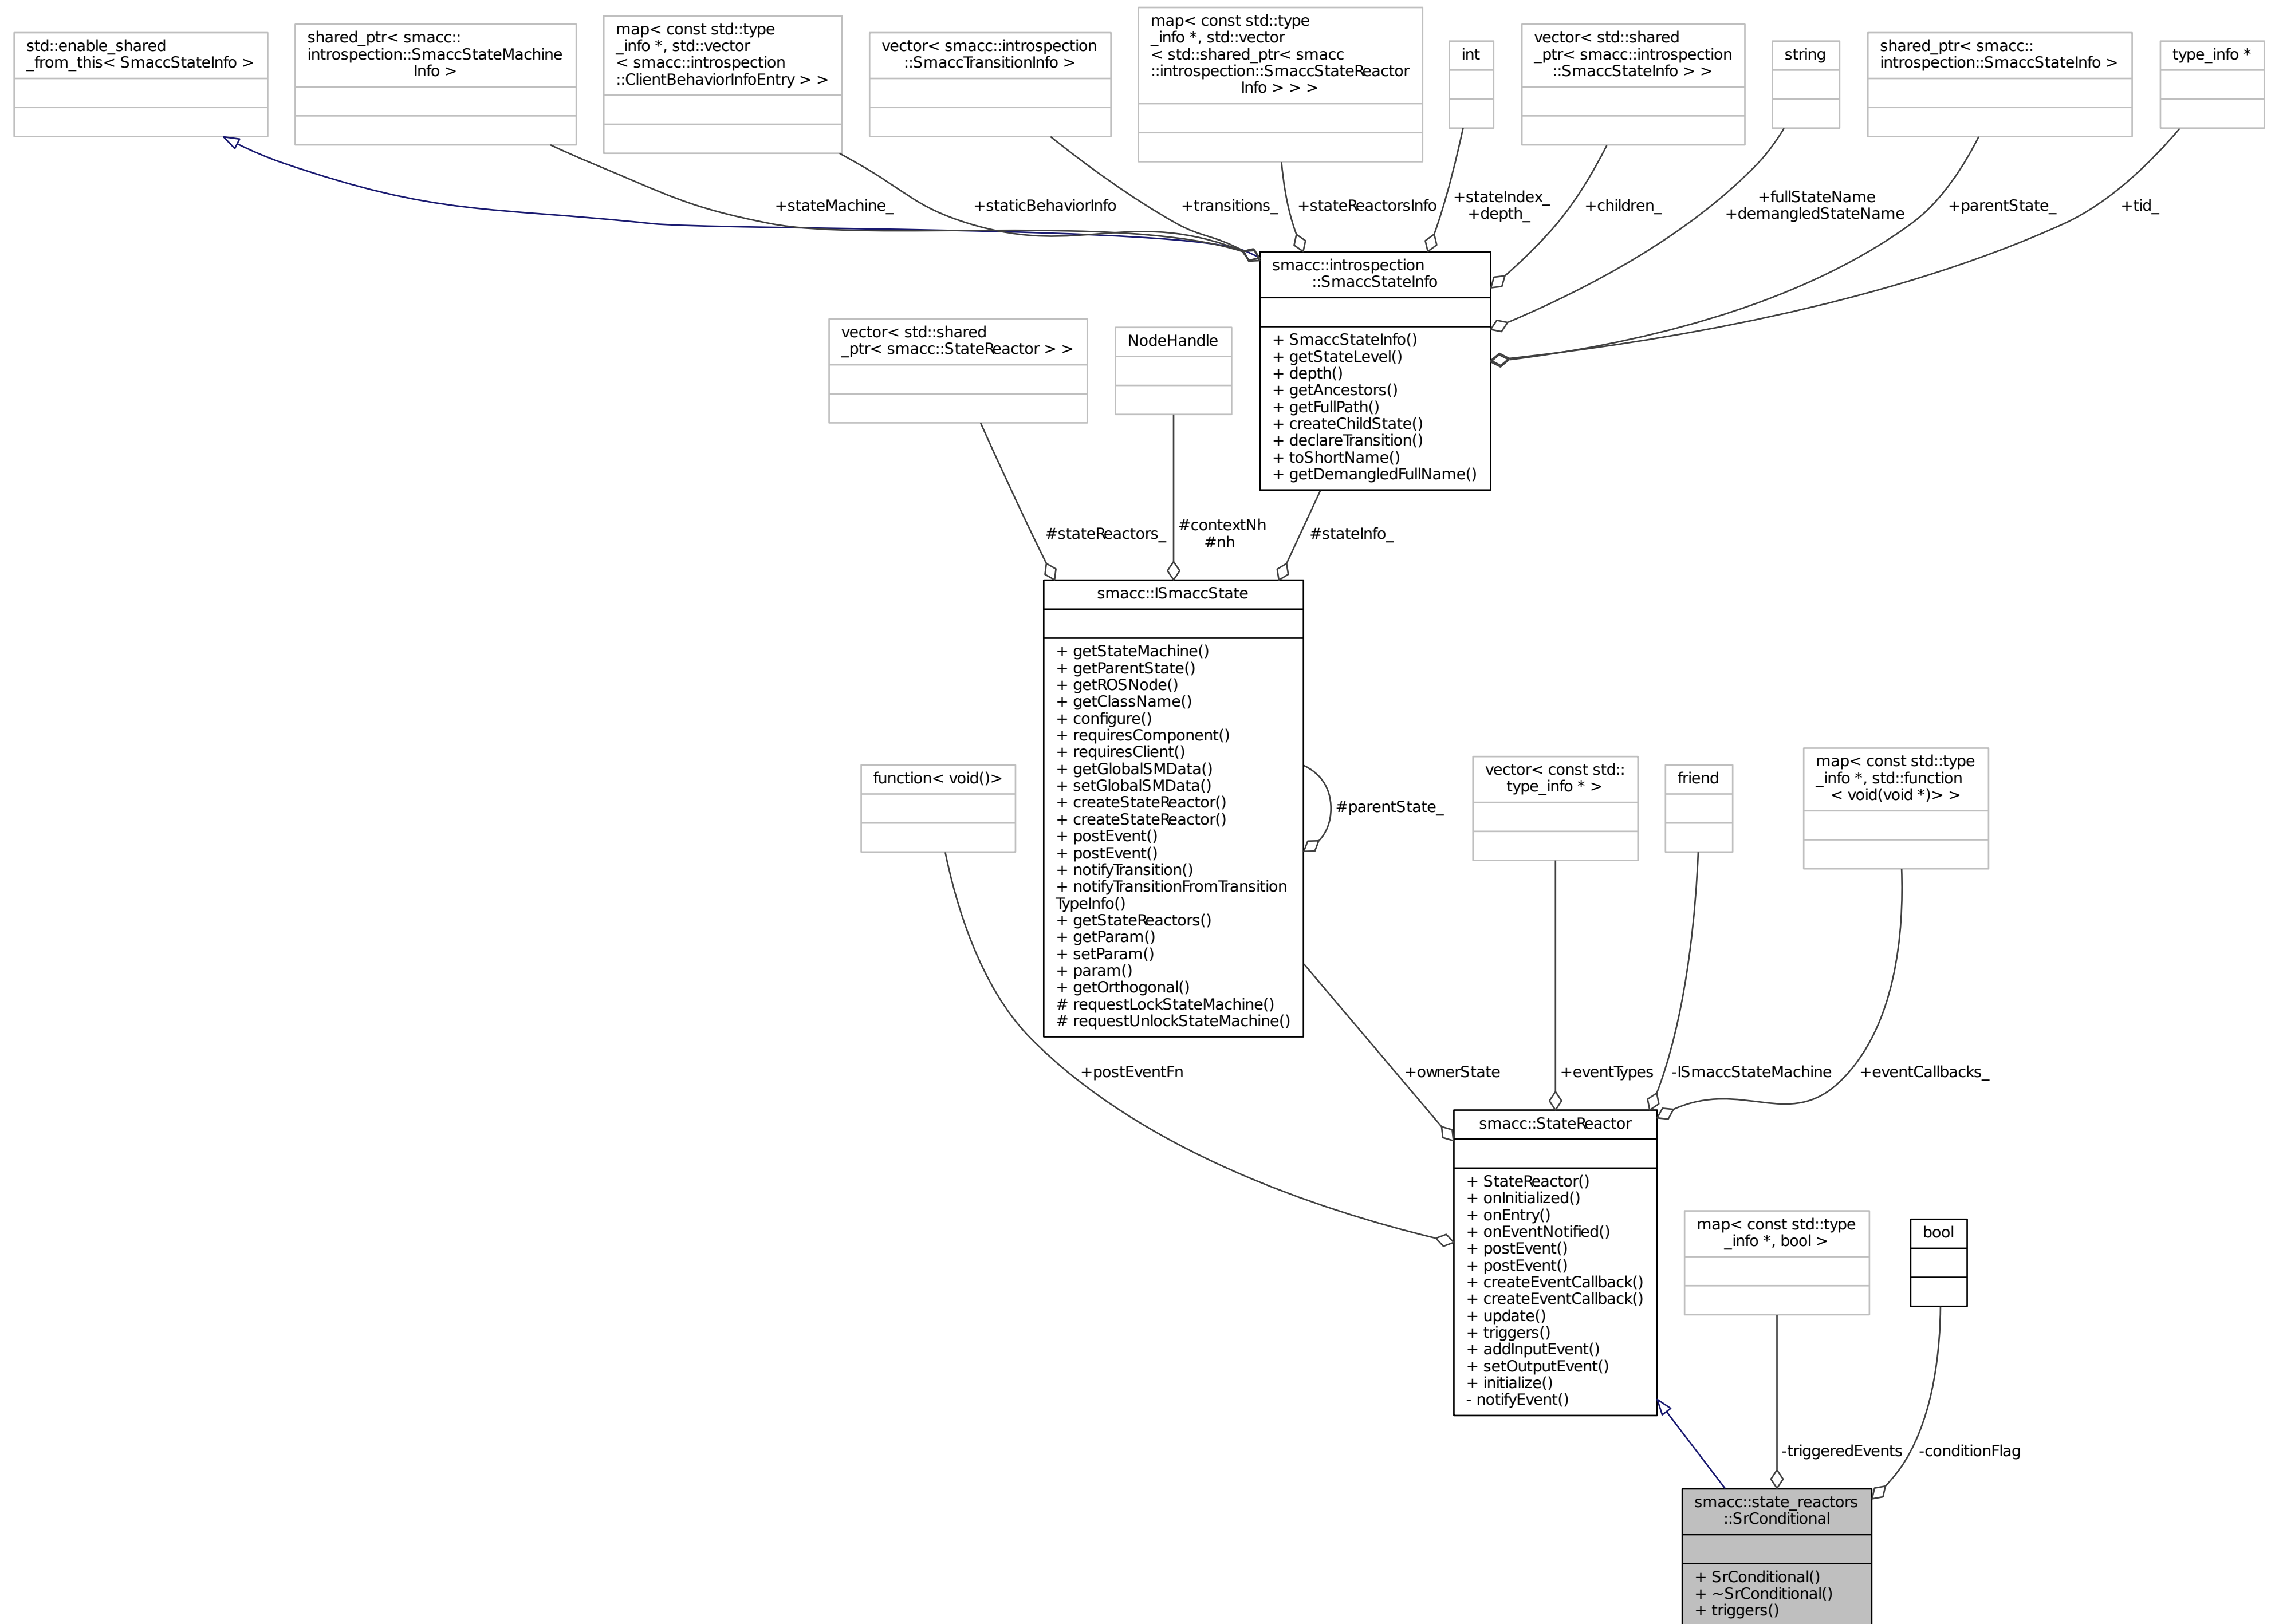 std::enable_shared
_from_this< SmaccStateInfo >
shared_ptr< smacc::
introspection::SmaccStateMachine
Info >
map< const std::type
_info *, std::vector
< smacc::introspection
::ClientBehaviorInfoEntry > >
vector< smacc::introspection
::SmaccTransitionInfo >
map< const std::type
_info *, std::vector
< std::shared_ptr< smacc
::introspection::SmaccStateReactor
Info > > >
int
vector< std::shared
_ptr< smacc::introspection
::SmaccStateInfo > >
string
shared_ptr< smacc::
introspection::SmaccStateInfo >
type_info *
+stateMachine_
+staticBehaviorInfo
+transitions_
+stateReactorsInfo
+stateIndex_
+depth_
+children_
+fullStateName
+demangledStateName
+parentState_
+tid_
smacc::introspection
::SmaccStateInfo
+ SmaccStateInfo()
+ getStateLevel()
+ depth()
+ getAncestors()
+ getFullPath()
+ createChildState()
+ declareTransition()
+ toShortName()
+ getDemangledFullName()
vector< std::shared
_ptr< smacc::StateReactor > >
NodeHandle
#stateReactors_
#contextNh
#nh
#stateInfo_
smacc::ISmaccState
+ getStateMachine()
+ getParentState()
+ getROSNode()
+ getClassName()
+ configure()
+ requiresComponent()
+ requiresClient()
+ getGlobalSMData()
+ setGlobalSMData()
+ createStateReactor()
+ createStateReactor()
+ postEvent()
+ postEvent()
+ notifyTransition()
+ notifyTransitionFromTransition
TypeInfo()
+ getStateReactors()
+ getParam()
+ setParam()
+ param()
+ getOrthogonal()
# requestLockStateMachine()
# requestUnlockStateMachine()
#parentState_
function< void()>
vector< const std::
type_info * >
friend
map< const std::type
_info *, std::function
< void(void *)> >
+postEventFn
+ownerState
+eventTypes
-ISmaccStateMachine
+eventCallbacks_
smacc::StateReactor
+ StateReactor()
+ onInitialized()
+ onEntry()
+ onEventNotified()
+ postEvent()
+ postEvent()
+ createEventCallback()
+ createEventCallback()
+ update()
+ triggers()
+ addInputEvent()
+ setOutputEvent()
+ initialize()
- notifyEvent()
map< const std::type
_info *, bool >
bool
-triggeredEvents
-conditionFlag
smacc::state_reactors
::SrConditional
+ SrConditional()
+ ~SrConditional()
+ triggers()